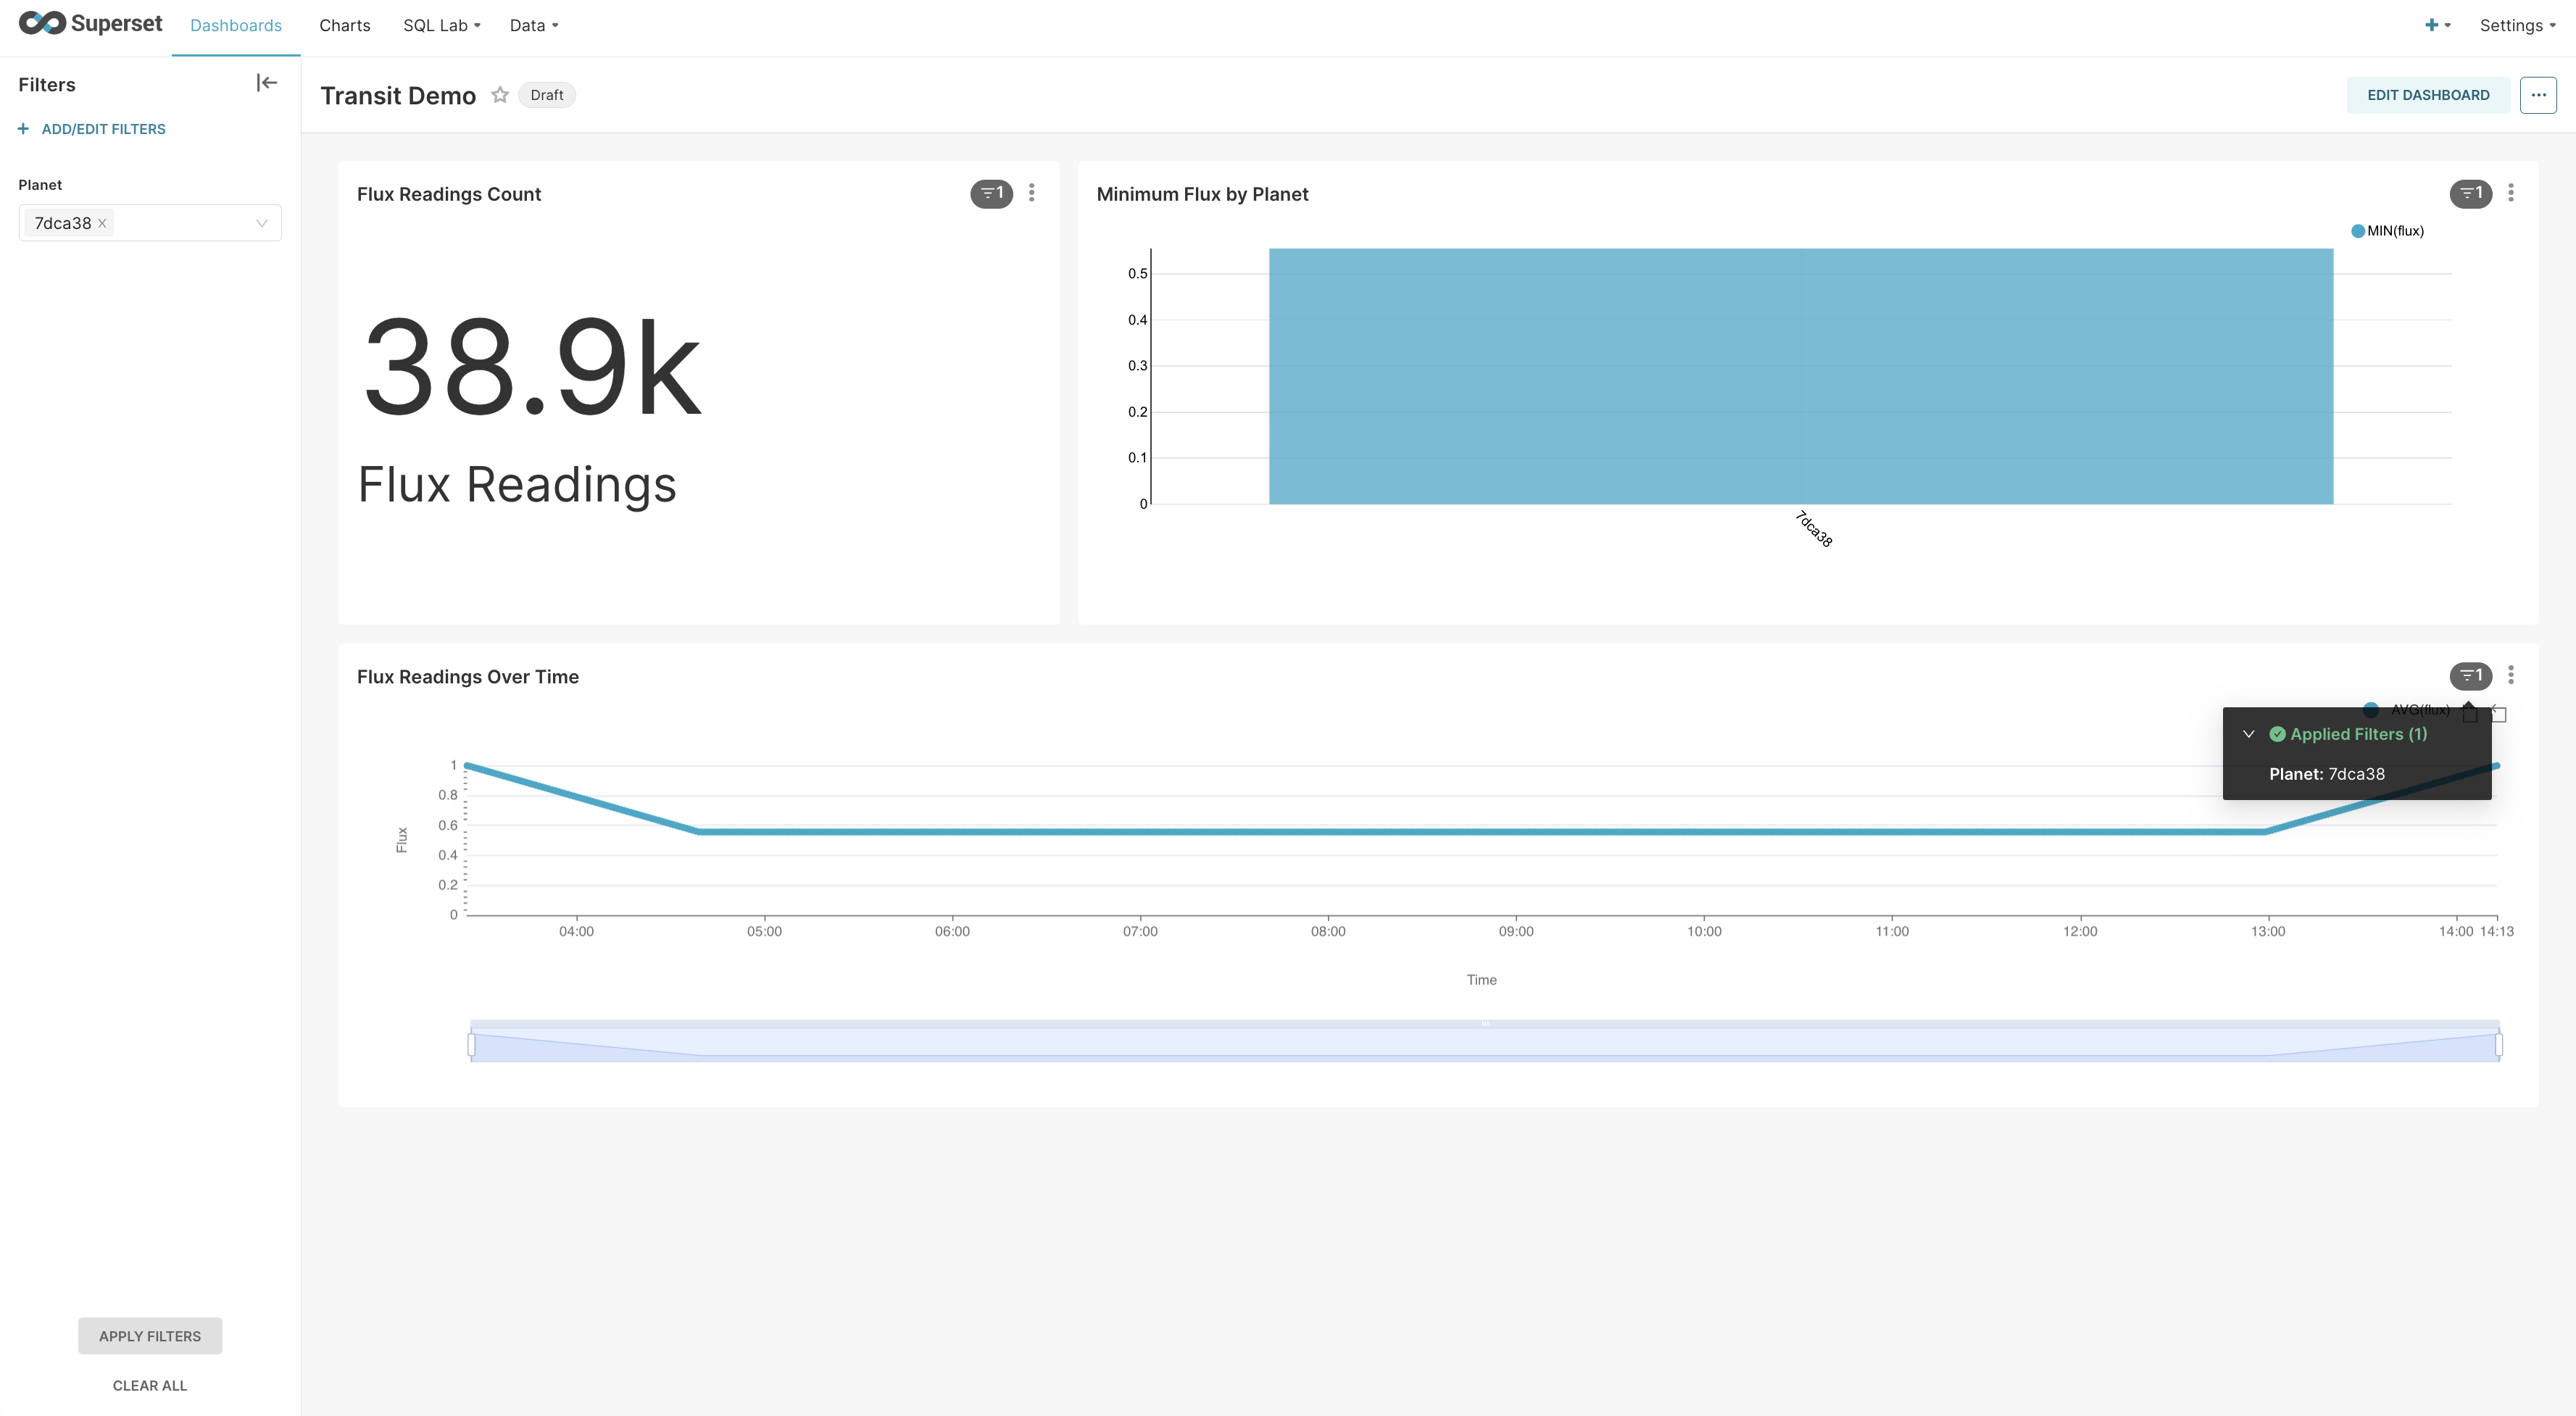 Superset
Dashboards
Charts
SQL Lab
Data
Settings
Filters
ADD/EDIT FILTERS
Planet
7dca38
APPLY FILTERS
CLEAR ALL
Transit Demo
Draft
EDIT DASHBOARD
Flux Readings Count
1
38.9k
Flux Readings
Minimum Flux by Planet
1
MIN(flux)
0.5
0.4
0.3
0.2
0.1
0
7dca38
Flux Readings Over Time
1
AVG(flux)
Applied Filters (1)
Planet: 7dca38
1
0.8
0.6
0.4
0.2
0
Flux
04:00 05:00 06:00 07:00 08:00 09:00 10:00 11:00 12:00 13:00 14:00 14:13
Time